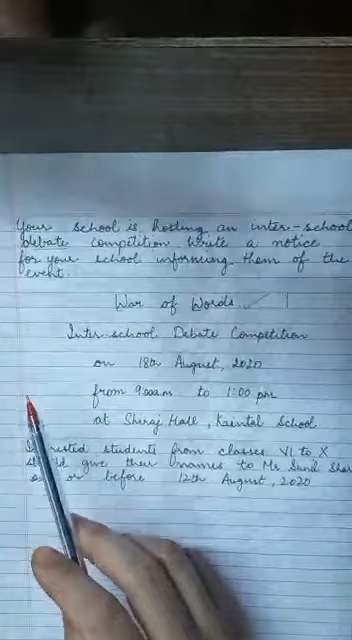 Your school is hosting an inter-school
debate competition. Write a notice
for your school informing them of the
event.
War of Words
Inter school Debate Competition
on 18th August, 2020
from 9:00am to 1:00 pm
at Shiraj Hall, Kaintal School
students from classes VI to X
give their names to Mr. Sunil
or before 12th August, 2020